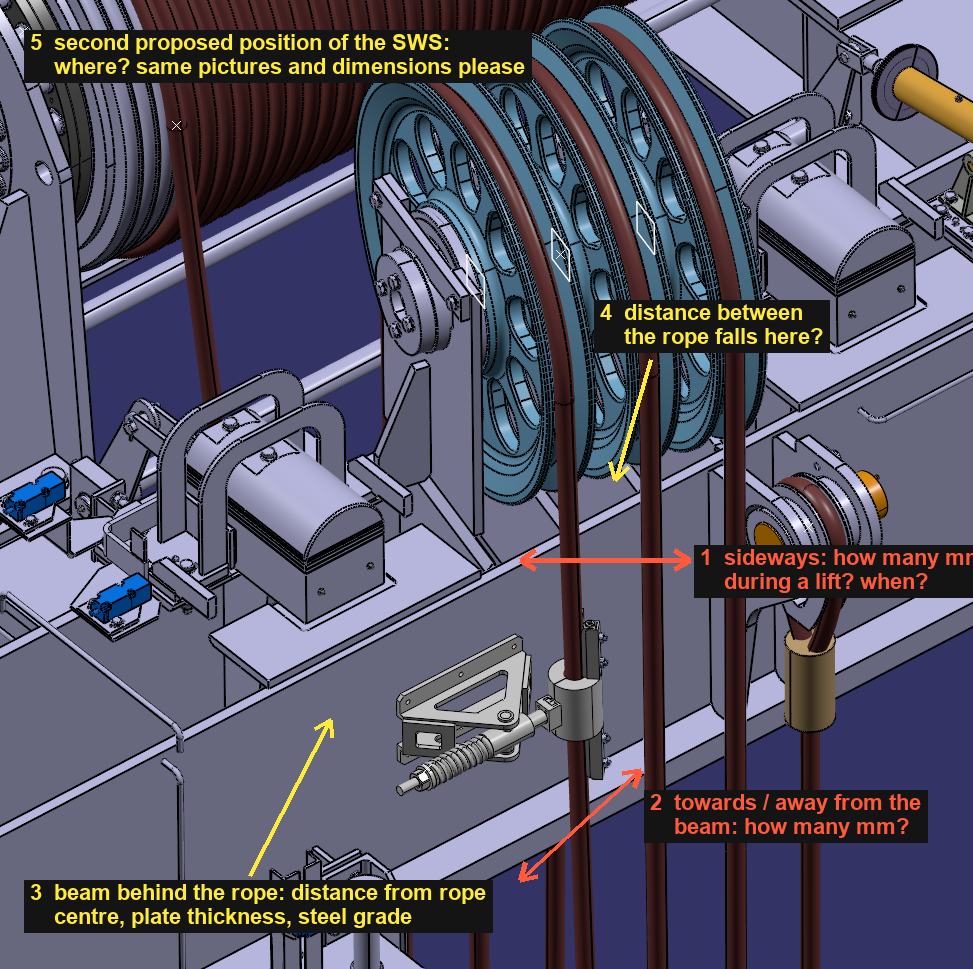 5 second proposed position of the SWS:
where? same pictures and dimensions please
4 distance between
the rope falls here?
1 sideways: how many mm
during a lift? when?
2 towards / away from the
beam: how many mm?
3 beam behind the rope: distance from rope
centre, plate thickness, steel grade